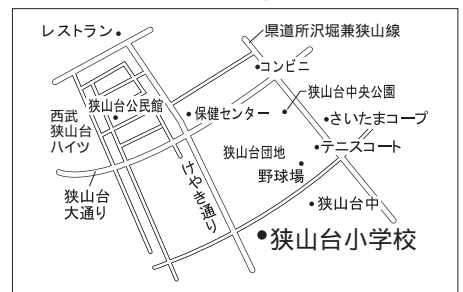 レストラン
県道所沢堀兼狭山線
コンビニ
狭山台公民館
保健センター
狭山台中央公園
西武
狭山台
ハイツ
さいたまコープ
狭山台団地
テニスコート
野球場
狭山台
大通り
けやき通り
狭山台中
狭山台小学校